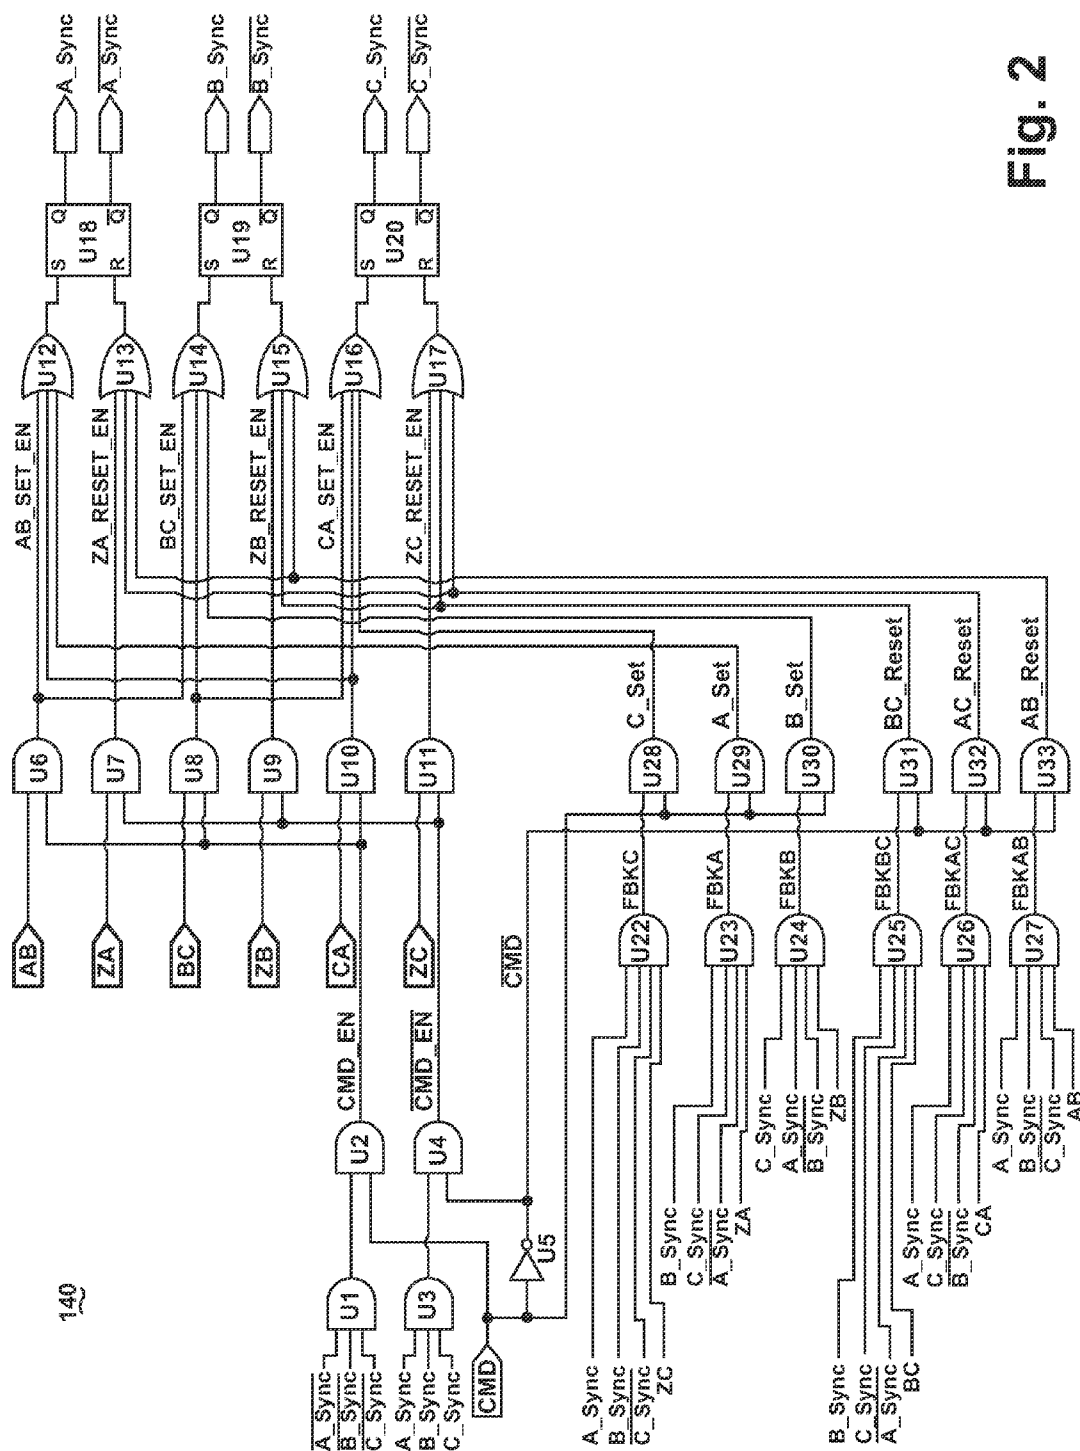 140
A_Sync
B_Sync
C_Sync
U1
A_Sync
B_Sync
C_Sync
U3
CMD
U2
CMD_EN
U4
CMD_EN
U5
CMD
AB
ZA
BC
ZB
CA
ZC
U6
U7
U8
U9
U10
U11
AB_SET_EN
ZA_RESET_EN
BC_SET_EN
ZB_RESET_EN
CA_SET_EN
ZC_RESET_EN
U12
U13
U14
U15
U16
U17
S
Q
U18
R
Q
S
Q
U19
R
Q
S
Q
U20
R
Q
A_Sync
A_Sync
B_Sync
B_Sync
C_Sync
C_Sync
A_Sync
B_Sync
C_Sync
ZC
U22
FBKC
U28
C_Set
B_Sync
C_Sync
A_Sync
ZA
U23
FBKA
U29
A_Set
C_Sync
A_Sync
B_Sync
ZB
U24
FBKB
U30
B_Set
B_Sync
C_Sync
A_Sync
BC
U25
FBKBC
U31
BC_Reset
A_Sync
C_Sync
B_Sync
CA
U26
FBKAC
U32
AC_Reset
A_Sync
B_Sync
C_Sync
AB
U27
FBKAB
U33
AB_Reset
Fig. 2